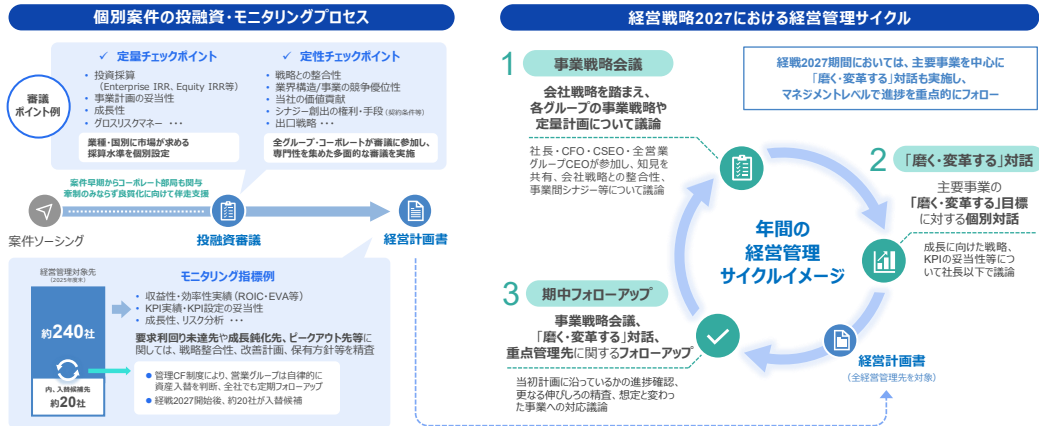 個別案件の投融資・モニタリングプロセス
審議
ポイント例
✓ 定量チェックポイント
• 投資採算
（Enterprise IRR、Equity IRR等）
• 事業計画の妥当性
• 成長性
• グロスリスクマネー ・・・
業種・国別に市場が求める
採算水準を個別設定
✓ 定性チェックポイント
• 戦略との整合性
• 業界構造/事業の競争優位性
• 当社の価値貢献
• シナジー創出の権利・手段（契約条件等）
• 出口戦略・・・
全グループ・コーポレートが審議に参加し、
専門性を集めた多面的な審議を実施
案件早期からコーポレート部局も関与
牽制のみならず良質化に向けて伴走支援
案件ソーシング
投融資審議
経営計画書
経営管理対象先
（2025年度末）
約240社
内、入替候補先
約20社
モニタリング指標例
• 収益性・効率性実績（ROIC・EVA等）
• KPI実績・KPI設定の妥当性
• 成長性、リスク分析 ・・・
要求利回り未達先や成長鈍化先、ピークアウト先等に
関しては、戦略整合性、改善計画、保有方針等を精査
● 管理CF制度により、営業グループは自律的に
資産入替を判断、全社でも定期フォローアップ
● 経戦2027開始後、約20社が入替候補
経営戦略2027における経営管理サイクル
経戦2027期間においては、主要事業を中心に
「磨く・変革する」対話も実施し、
マネジメントレベルで進捗を重点的にフォロー
1 事業戦略会議
会社戦略を踏まえ、
各グループの事業戦略や
定量計画について議論
社長・CFO・CSEO・全営業
グループCEOが参加し、知見を
共有、会社戦略との整合性、
事業間シナジー等について議論
2 「磨く・変革する」対話
主要事業の
「磨く・変革する」目標
に対する個別対話
成長に向けた戦略、
KPIの妥当性等につ
いて社長以下で議論
年間の
経営管理
サイクルイメージ
3 期中フォローアップ
事業戦略会議、
「磨く・変革する」対話、
重点管理先に関するフォローアップ
当初計画に沿っているかの進捗確認、
更なる伸びしろの精査、想定と変わっ
た事業への対応議論
経営計画書
（全経営管理先を対象）